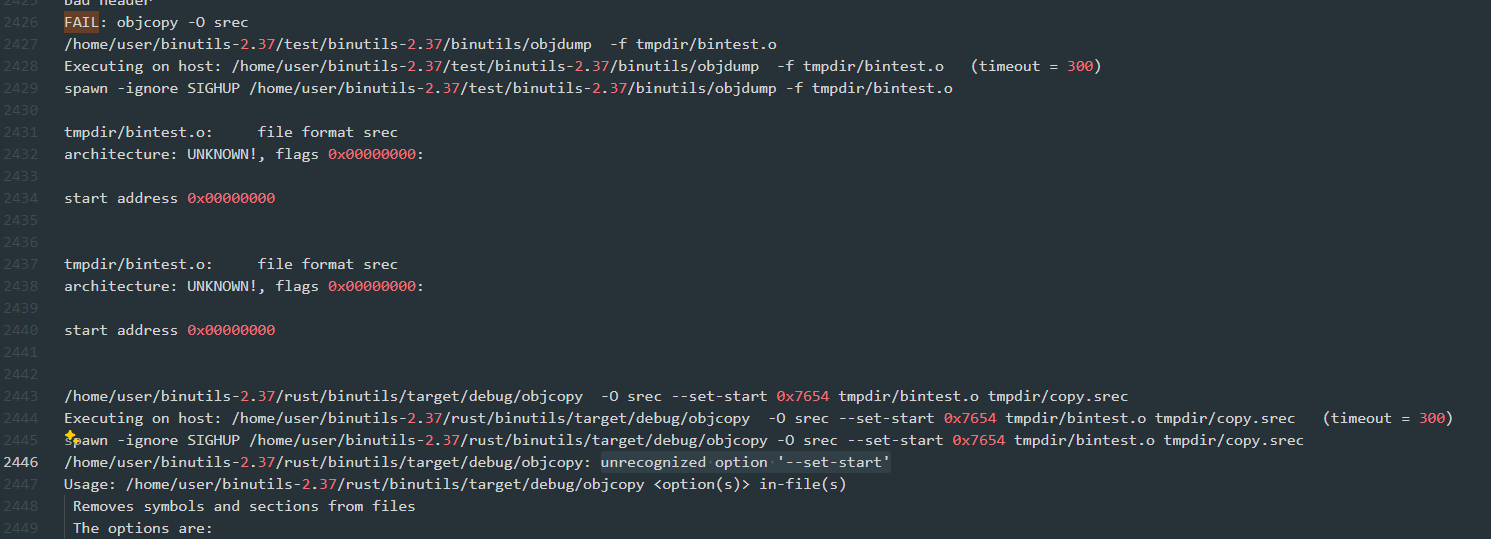 2425 bad header
2426 FAIL: objcopy -O srec
2427 /home/user/binutils-2.37/test/binutils-2.37/binutils/objdump  -f tmpdir/bintest.o
2428 Executing on host: /home/user/binutils-2.37/test/binutils-2.37/binutils/objdump  -f tmpdir/bintest.o   (timeout = 300)
2429 spawn -ignore SIGHUP /home/user/binutils-2.37/test/binutils-2.37/binutils/objdump -f tmpdir/bintest.o
2430
2431 tmpdir/bintest.o:     file format srec
2432 architecture: UNKNOWN!, flags 0x00000000:
2433
2434 start address 0x00000000
2435
2436
2437 tmpdir/bintest.o:     file format srec
2438 architecture: UNKNOWN!, flags 0x00000000:
2439
2440 start address 0x00000000
2441
2442
2443 /home/user/binutils-2.37/rust/binutils/target/debug/objcopy  -O srec --set-start 0x7654 tmpdir/bintest.o tmpdir/copy.srec
2444 Executing on host: /home/user/binutils-2.37/rust/binutils/target/debug/objcopy  -O srec --set-start 0x7654 tmpdir/bintest.o tmpdir/copy.srec   (timeout = 300)
2445 spawn -ignore SIGHUP /home/user/binutils-2.37/rust/binutils/target/debug/objcopy -O srec --set-start 0x7654 tmpdir/bintest.o tmpdir/copy.srec
2446 /home/user/binutils-2.37/rust/binutils/target/debug/objcopy: unrecognized option '--set-start'
2447 Usage: /home/user/binutils-2.37/rust/binutils/target/debug/objcopy <option(s)> in-file(s)
2448 Removes symbols and sections from files
2449 The options are: